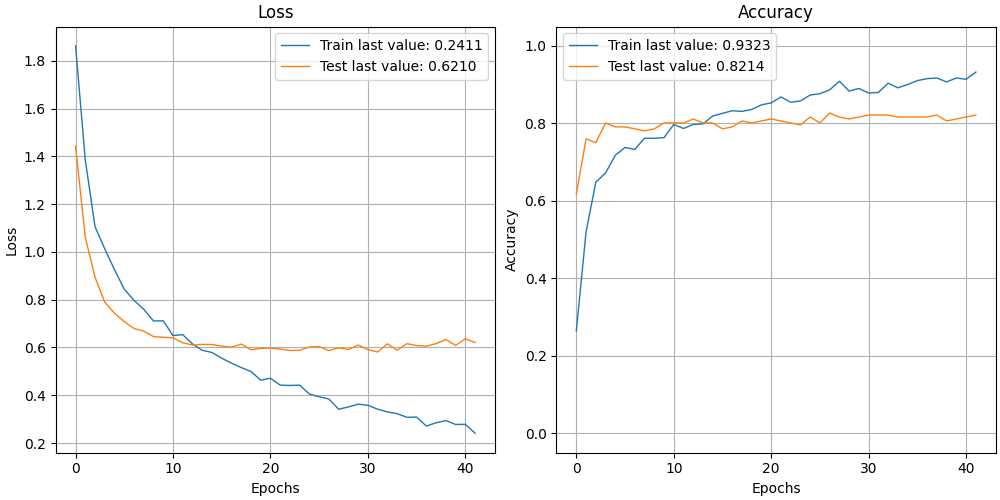 Loss
Train last value: 0.2411
Test last value: 0.6210
1.8
1.6
1.4
1.2
1.0
0.8
0.6
0.4
0.2
Loss
0
10
20
30
40
Epochs
Accuracy
Train last value: 0.9323
Test last value: 0.8214
1.0
0.8
0.6
0.4
0.2
0.0
Accuracy
0
10
20
30
40
Epochs